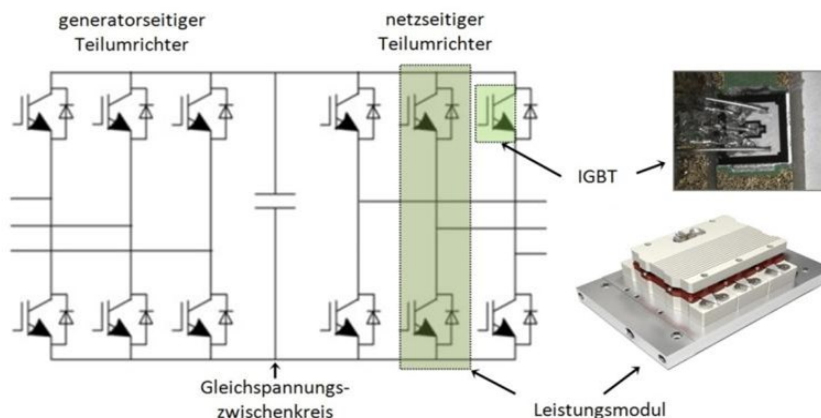 generatorseitiger
Teilumrichter
netzseitiger
Teilumrichter
IGBT
Gleichspannungs-
zwischenkreis
Leistungsmodul